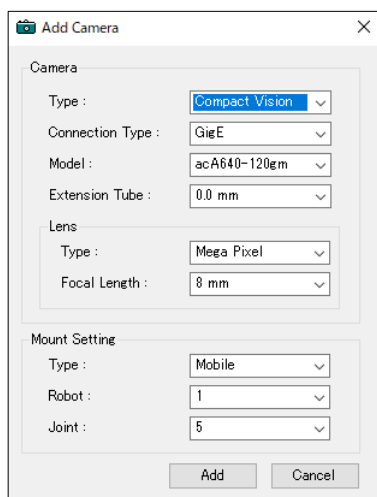 Add Camera
Camera
Type : Compact Vision
Connection Type : GigE
Model : acA640-120gm
Extension Tube : 0.0 mm
Lens
Type : Mega Pixel
Focal Length : 8 mm
Mount Setting
Type : Mobile
Robot : 1
Joint : 5
Add Cancel